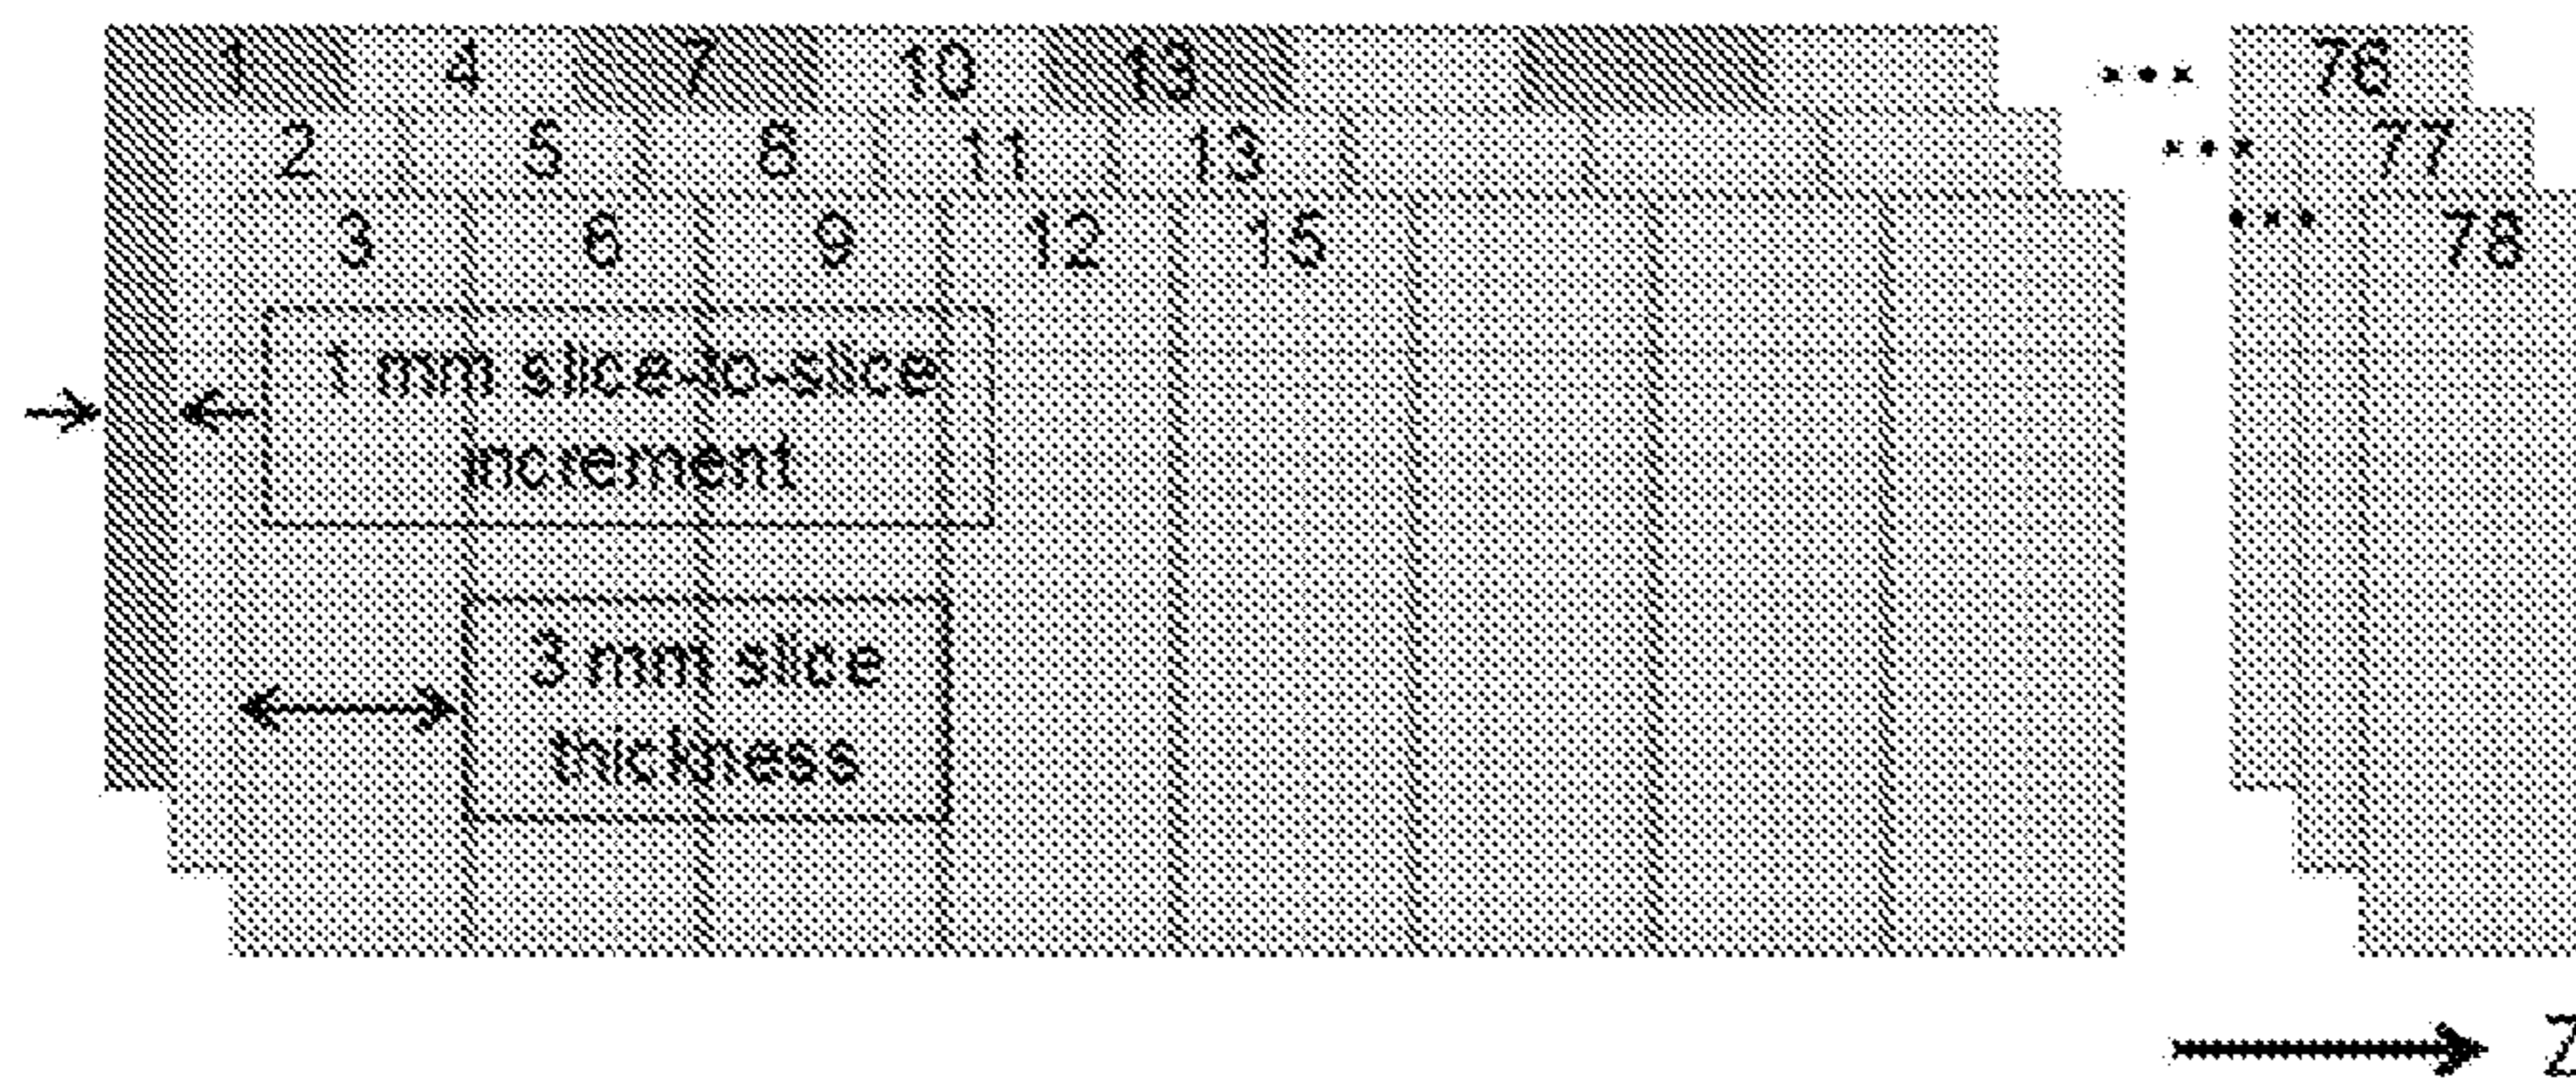 1 4 7 10 13 ... 76
2 5 8 11 13 ... 77
3 6 9 12 15 ... 78
1 mm slice-to-slice
increment
3 mm slice
thickness
Z